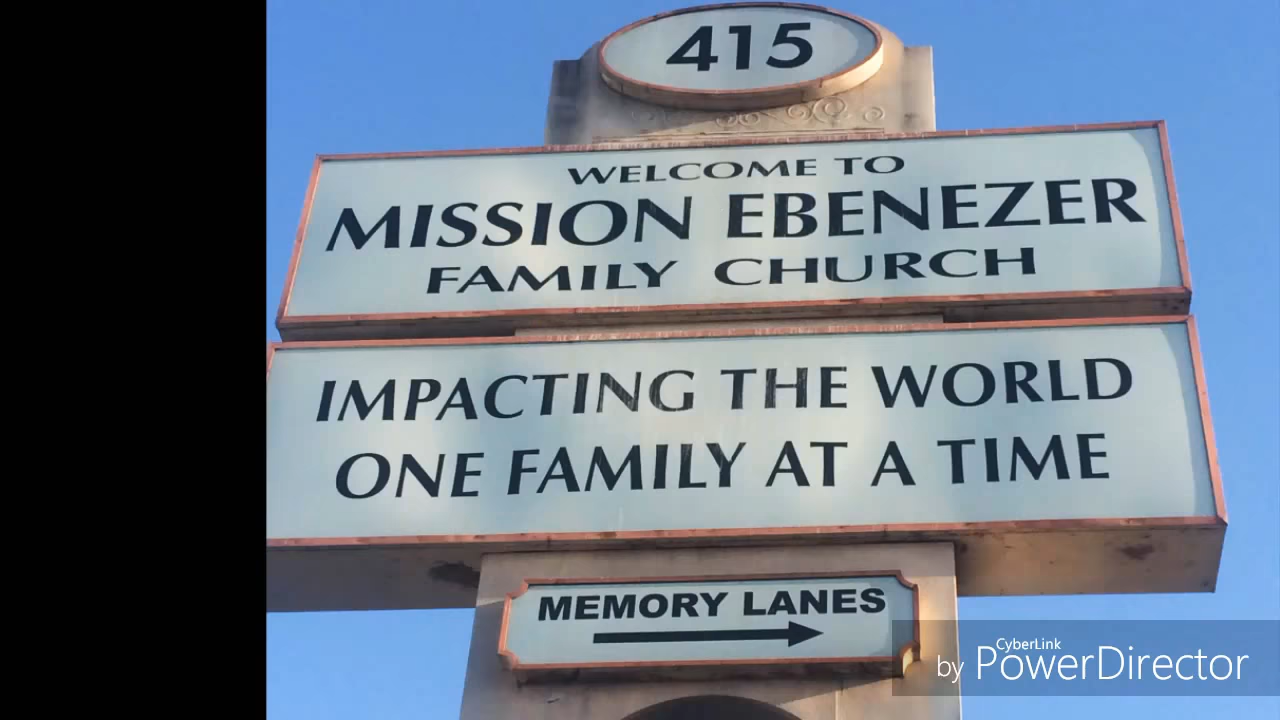 415
WELCOME TO
MISSION EBENEZER
FAMILY CHURCH
IMPACTING THE WORLD
ONE FAMILY AT A TIME
MEMORY LANES
CyberLink
by PowerDirector